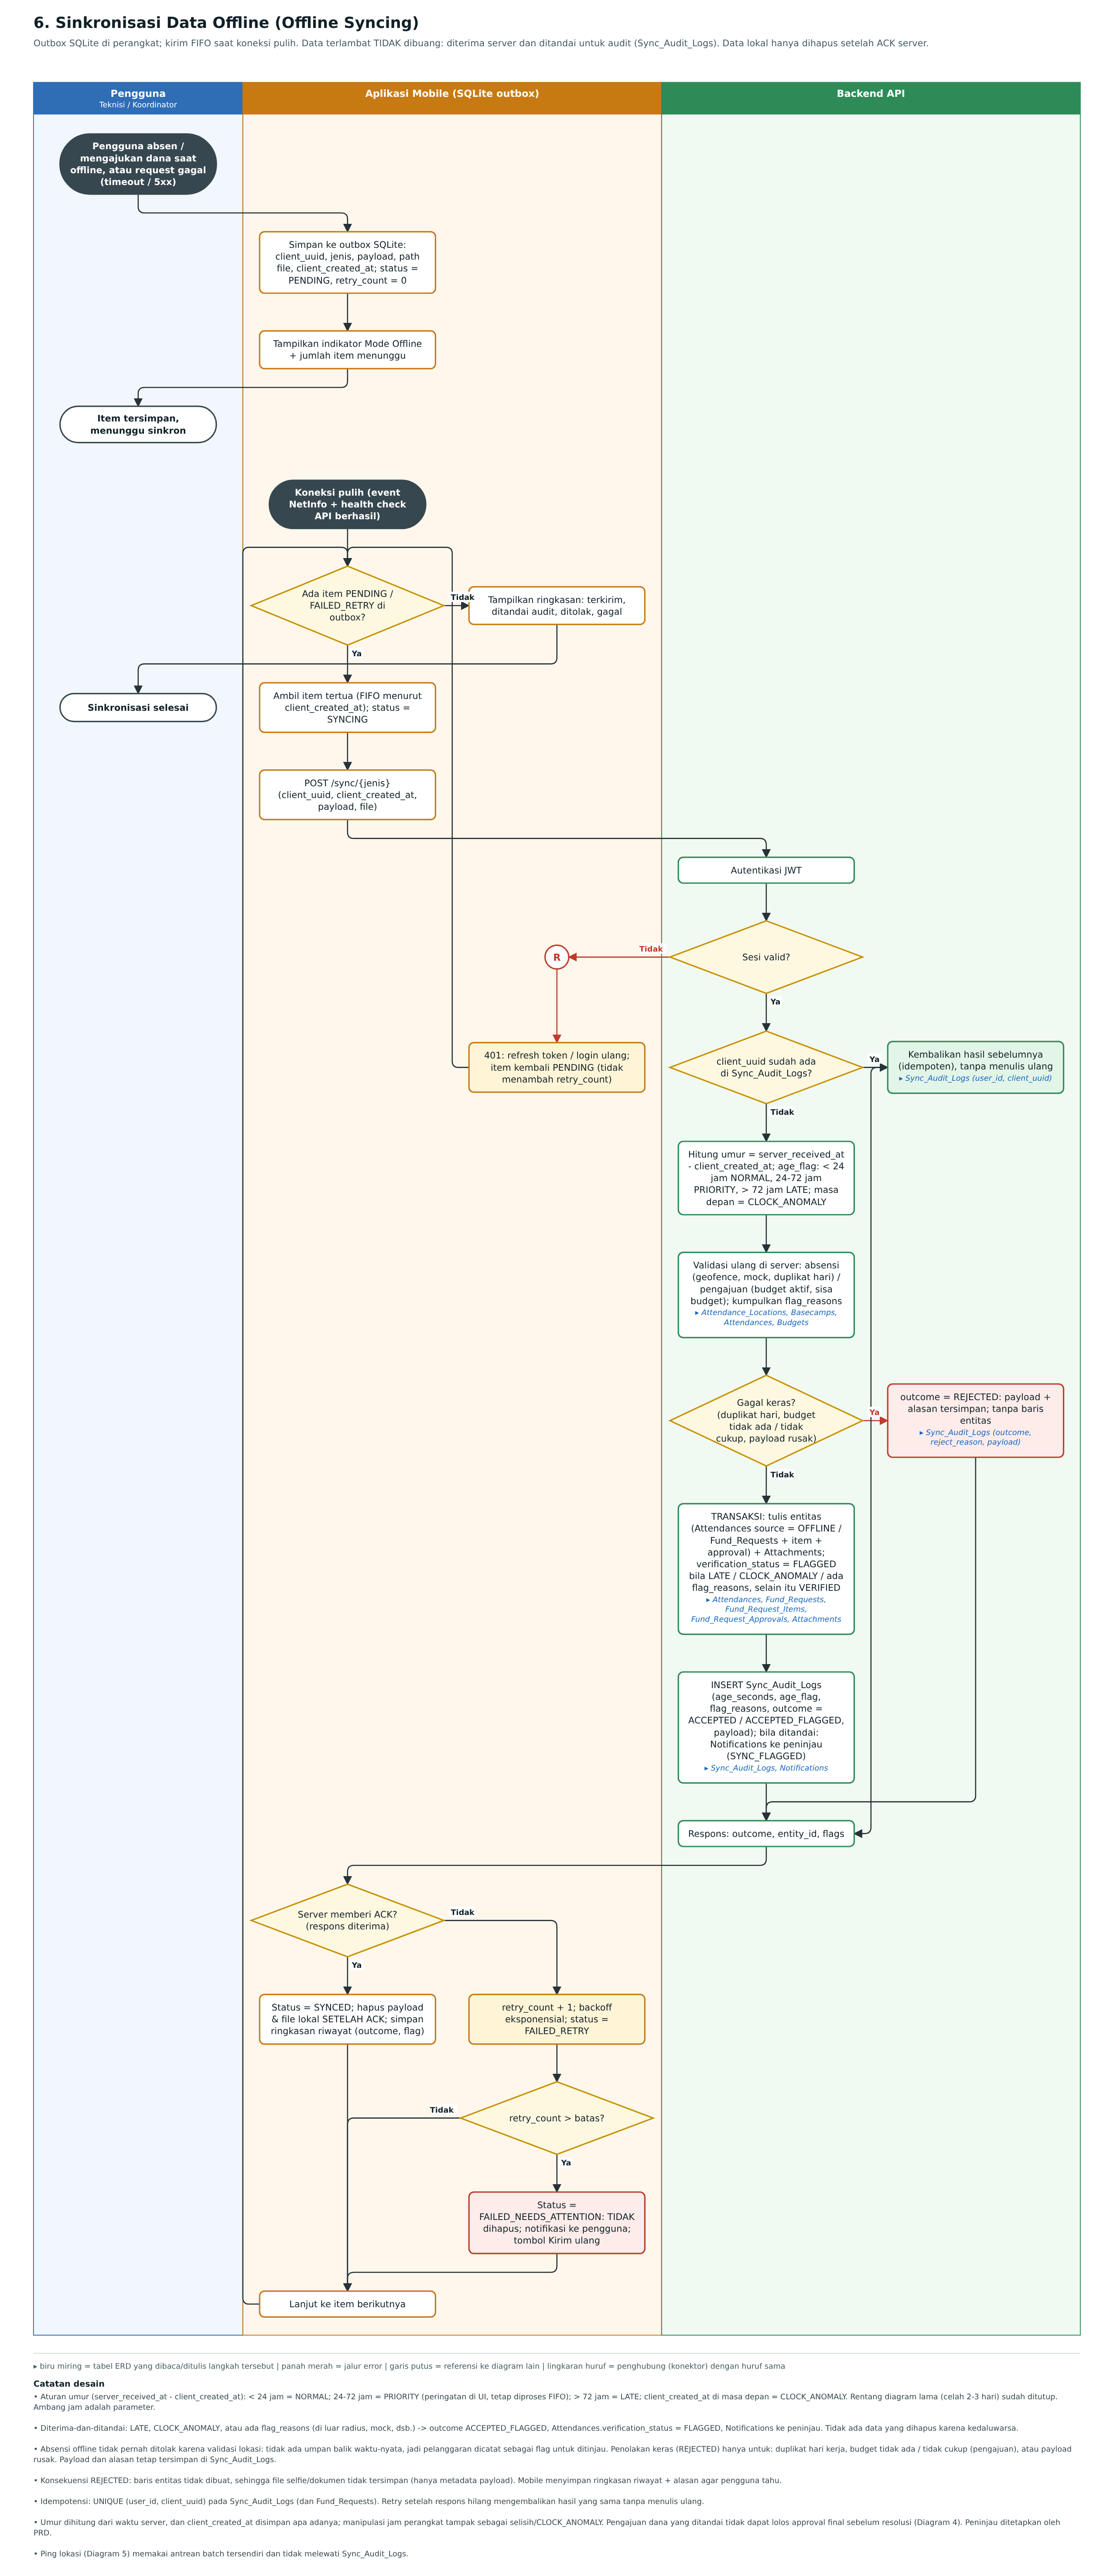 6. Sinkronisasi Data Offline (Offline Syncing)
Outbox SQLite di perangkat; kirim FIFO saat koneksi pulih. Data terlambat TIDAK dibuang: diterima server dan ditandai untuk audit (Sync_Audit_Logs). Data lokal hanya dihapus setelah ACK server.
Pengguna
Teknisi / Koordinator
Aplikasi Mobile (SQLite outbox)
Backend API
Pengguna absen /
mengajukan dana saat
offline, atau request gagal
(timeout / 5xx)
Simpan ke outbox SQLite:
client_uuid, jenis, payload, path
file, client_created_at; status =
PENDING, retry_count = 0
Tampilkan indikator Mode Offline
+ jumlah item menunggu
Item tersimpan,
menunggu sinkron
Koneksi pulih (event
NetInfo + health check
API berhasil)
Ada item PENDING /
FAILED_RETRY di
outbox?
Tidak
Tampilkan ringkasan: terkirim,
ditandai audit, ditolak, gagal
Ya
Sinkronisasi selesai
Ambil item tertua (FIFO menurut
client_created_at); status =
SYNCING
POST /sync/{jenis}
(client_uuid, client_created_at,
payload, file)
Autentikasi JWT
Sesi valid?
Tidak
R
Ya
401: refresh token / login ulang;
item kembali PENDING (tidak
menambah retry_count)
client_uuid sudah ada
di Sync_Audit_Logs?
Ya
Kembalikan hasil sebelumnya
(idempoten), tanpa menulis ulang
▸ Sync_Audit_Logs (user_id, client_uuid)
Tidak
Hitung umur = server_received_at
- client_created_at; age_flag: < 24
jam NORMAL, 24-72 jam
PRIORITY, > 72 jam LATE; masa
depan = CLOCK_ANOMALY
Validasi ulang di server: absensi
(geofence, mock, duplikat hari) /
pengajuan (budget aktif, sisa
budget); kumpulkan flag_reasons
▸ Attendance_Locations, Basecamps,
Attendances, Budgets
Gagal keras?
(duplikat hari, budget
tidak ada / tidak
cukup, payload rusak)
Ya
outcome = REJECTED: payload +
alasan tersimpan; tanpa baris
entitas
▸ Sync_Audit_Logs (outcome,
reject_reason, payload)
Tidak
TRANSAKSI: tulis entitas
(Attendances source = OFFLINE /
Fund_Requests + item +
approval) + Attachments;
verification_status = FLAGGED
bila LATE / CLOCK_ANOMALY / ada
flag_reasons, selain itu VERIFIED
▸ Attendances, Fund_Requests,
Fund_Request_Items,
Fund_Request_Approvals, Attachments
INSERT Sync_Audit_Logs
(age_seconds, age_flag,
flag_reasons, outcome =
ACCEPTED / ACCEPTED_FLAGGED,
payload); bila ditandai:
Notifications ke peninjau
(SYNC_FLAGGED)
▸ Sync_Audit_Logs, Notifications
Respons: outcome, entity_id, flags
Server memberi ACK?
(respons diterima)
Tidak
Ya
Status = SYNCED; hapus payload
& file lokal SETELAH ACK; simpan
ringkasan riwayat (outcome, flag)
retry_count + 1; backoff
eksponensial; status =
FAILED_RETRY
retry_count > batas?
Tidak
Ya
Status =
FAILED_NEEDS_ATTENTION: TIDAK
dihapus; notifikasi ke pengguna;
tombol Kirim ulang
Lanjut ke item berikutnya
▸ biru miring = tabel ERD yang dibaca/ditulis langkah tersebut | panah merah = jalur error | garis putus = referensi ke diagram lain | lingkaran huruf = penghubung (konektor) dengan huruf sama
Catatan desain
• Aturan umur (server_received_at - client_created_at): < 24 jam = NORMAL; 24-72 jam = PRIORITY (peringatan di UI, tetap diproses FIFO); > 72 jam = LATE; client_created_at di masa depan = CLOCK_ANOMALY. Rentang diagram lama (celah 2-3 hari) sudah ditutup.
Ambang jam adalah parameter.
• Diterima-dan-ditandai: LATE, CLOCK_ANOMALY, atau ada flag_reasons (di luar radius, mock, dsb.) -> outcome ACCEPTED_FLAGGED, Attendances.verification_status = FLAGGED, Notifications ke peninjau. Tidak ada data yang dihapus karena kedaluwarsa.
• Absensi offline tidak pernah ditolak karena validasi lokasi: tidak ada umpan balik waktu-nyata, jadi pelanggaran dicatat sebagai flag untuk ditinjau. Penolakan keras (REJECTED) hanya untuk: duplikat hari kerja, budget tidak ada / tidak cukup (pengajuan), atau payload
rusak. Payload dan alasan tetap tersimpan di Sync_Audit_Logs.
• Konsekuensi REJECTED: baris entitas tidak dibuat, sehingga file selfie/dokumen tidak tersimpan (hanya metadata payload). Mobile menyimpan ringkasan riwayat + alasan agar pengguna tahu.
• Idempotensi: UNIQUE (user_id, client_uuid) pada Sync_Audit_Logs (dan Fund_Requests). Retry setelah respons hilang mengembalikan hasil yang sama tanpa menulis ulang.
• Umur dihitung dari waktu server, dan client_created_at disimpan apa adanya; manipulasi jam perangkat tampak sebagai selisih/CLOCK_ANOMALY. Pengajuan dana yang ditandai tidak dapat lolos approval final sebelum resolusi (Diagram 4). Peninjau ditetapkan oleh
PRD.
• Ping lokasi (Diagram 5) memakai antrean batch tersendiri dan tidak melewati Sync_Audit_Logs.